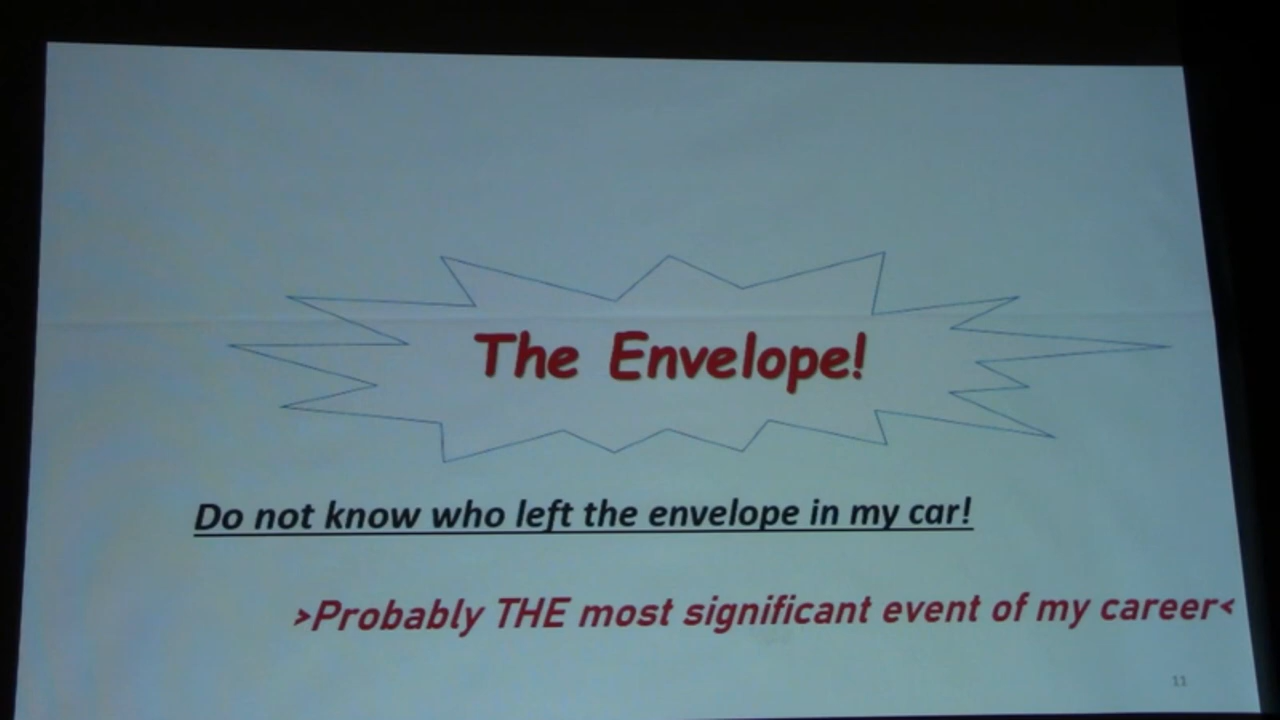 The Envelope!
Do not know who left the envelope in my car!
>Probably THE most significant event of my career<
11